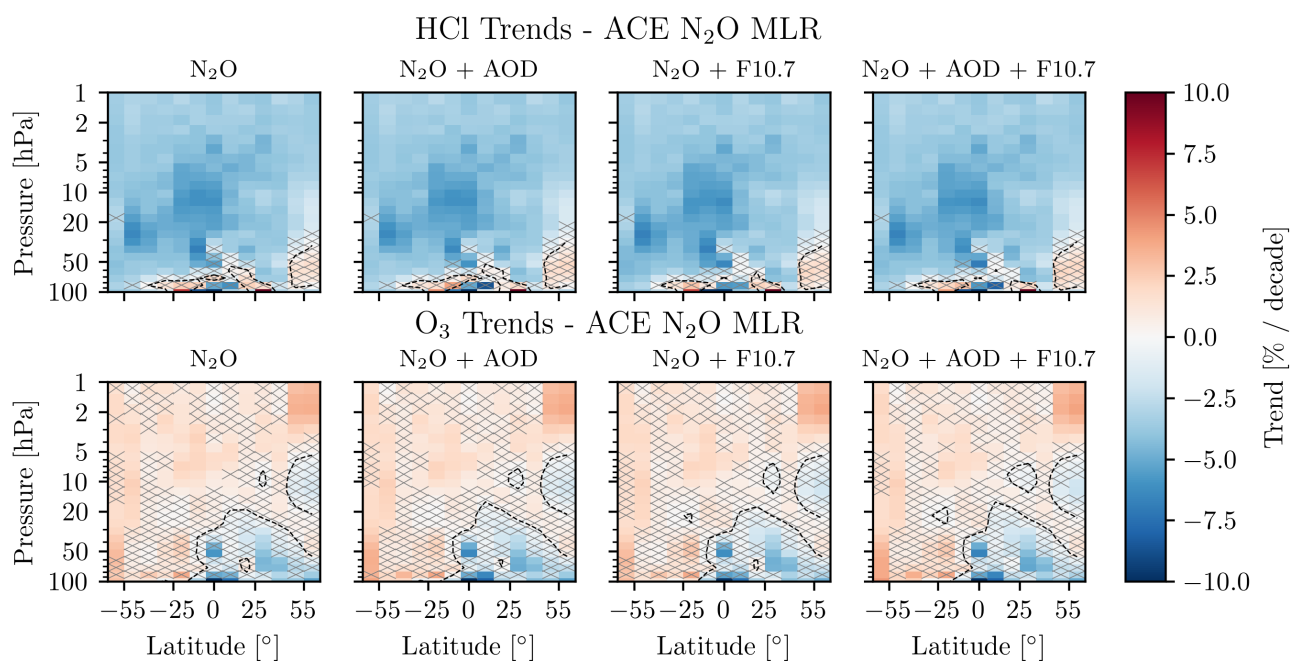 HCl Trends - ACE N₂O MLR
N₂O
N₂O + AOD
N₂O + F10.7
N₂O + AOD + F10.7
Pressure [hPa]
1
2
5
10
20
50
100
O₃ Trends - ACE N₂O MLR
N₂O
N₂O + AOD
N₂O + F10.7
N₂O + AOD + F10.7
Pressure [hPa]
1
2
5
10
20
50
100
−55 −25 0 25 55
−55 −25 0 25 55
−55 −25 0 25 55
−55 −25 0 25 55
Latitude [°]
Latitude [°]
Latitude [°]
Latitude [°]
10.0
7.5
5.0
2.5
0.0
−2.5
−5.0
−7.5
−10.0
Trend [% / decade]